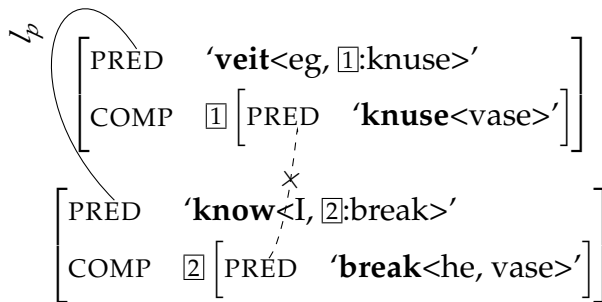 lₚ
PRED ‘veit<eg, 1:knuse>’
COMP 1 [PRED ‘knuse<vase>’]
PRED ‘know<I, 2:break>’
COMP 2 [PRED ‘break<he, vase>’]